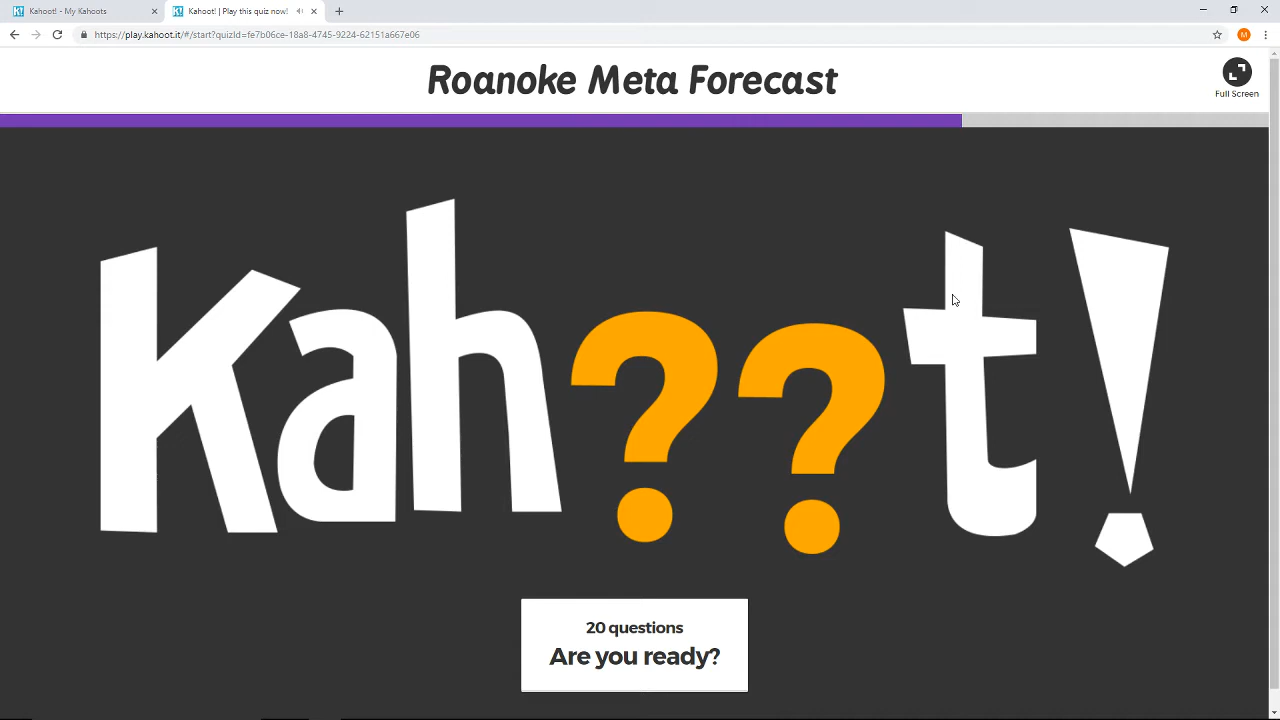 Kahoot! - My Kahoots
Kahoot! | Play this quiz now!
https://play.kahoot.it/#/start?quizId=fe7b06ce-18a8-4745-9224-62151a667e06
M
Roanoke Meta Forecast
Full Screen
Kah??t!
20 questions
Are you ready?